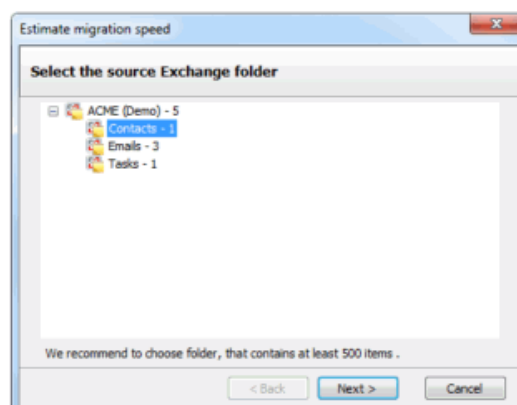 Estimate migration speed
Select the source Exchange folder
ACME (Demo) - 5
Contacts - 1
Emails - 3
Tasks - 1
We recommend to choose folder, that contains at least 500 items .
< Back Next > Cancel